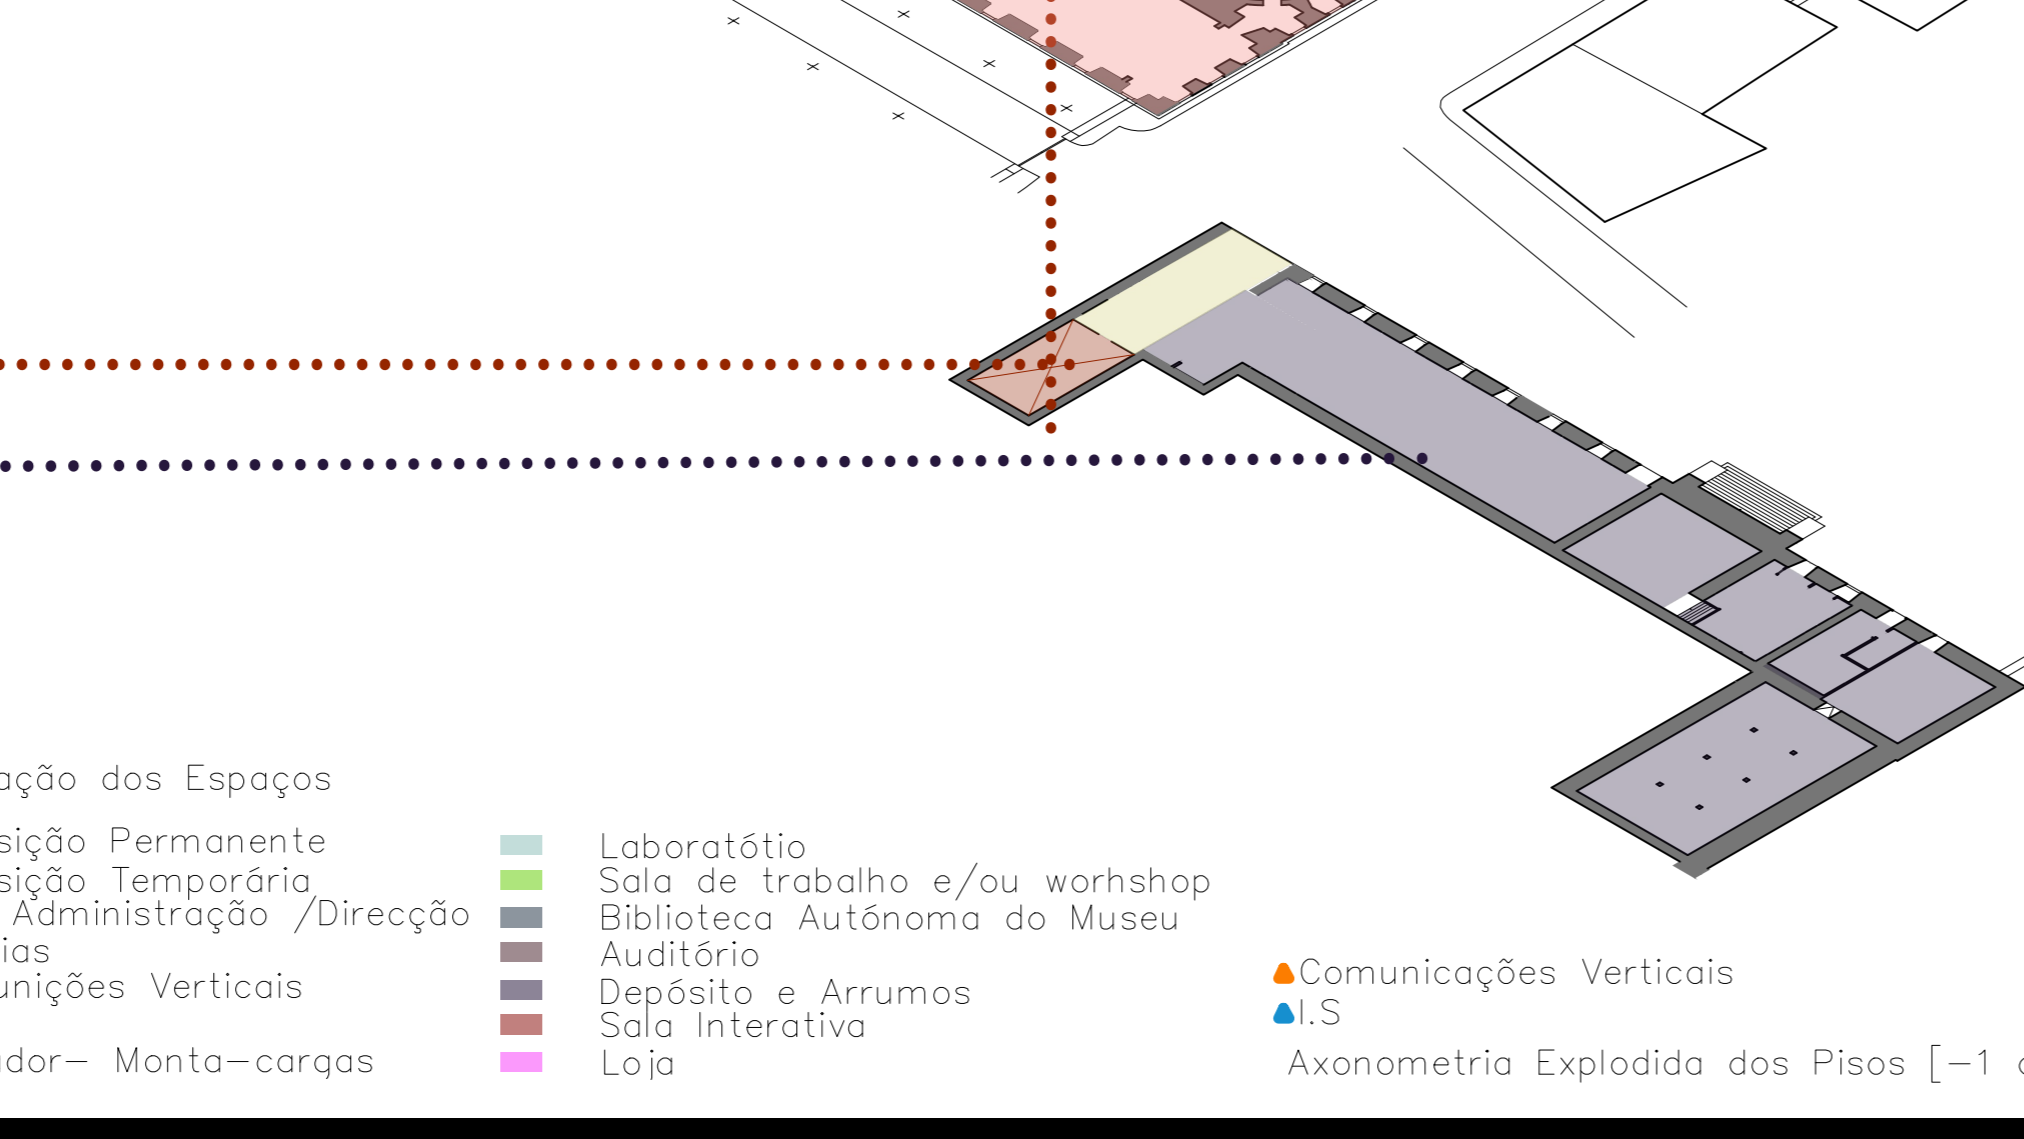 ação dos Espaços
sição Permanente
sição Temporária
Administração /Direcção
ias
unições Verticais
ador- Monta-cargas
Laboratótio
Sala de trabalho e/ou worhshop
Biblioteca Autónoma do Museu
Auditório
Depósito e Arrumos
Sala Interativa
Loja
Comunicações Verticais
I.S
Axonometria Explodida dos Pisos [-1